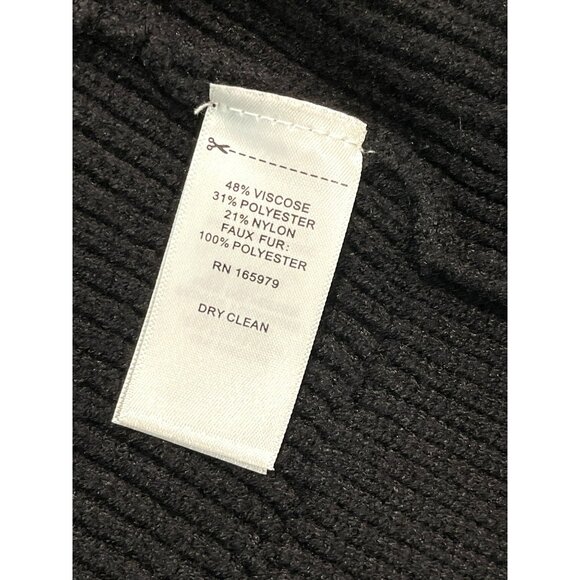 48% VISCOSE
31% POLYESTER
21% NYLON
FAUX FUR:
100% POLYESTER
RN 165979
DRY CLEAN